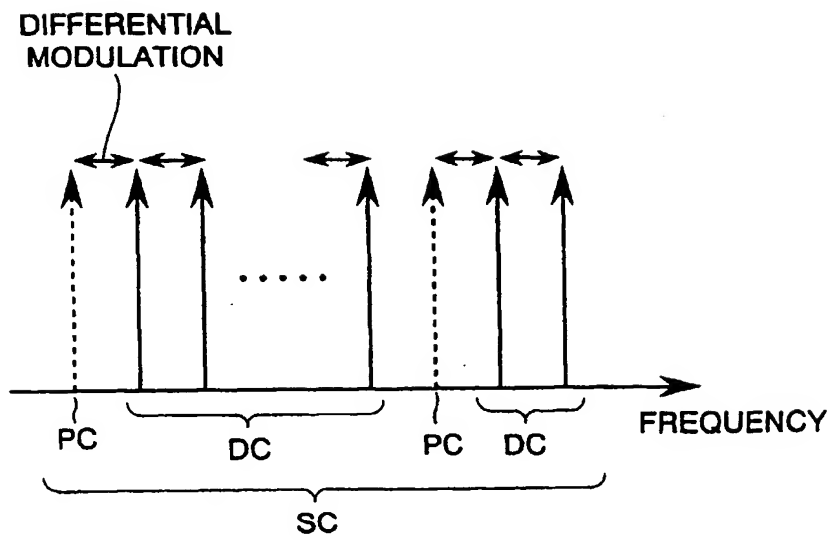 DIFFERENTIAL
MODULATION
PC
DC
PC
DC
FREQUENCY
SC